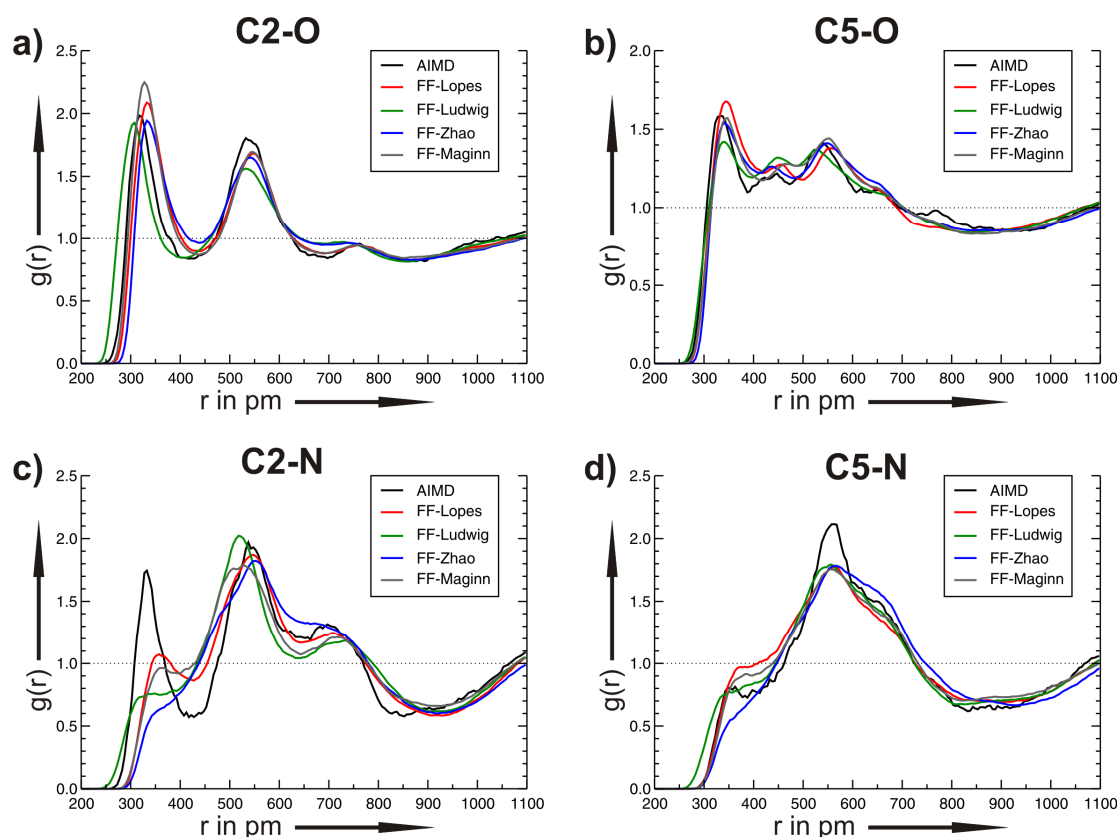 a)
C2-O
2.5
2.0
1.5
1.0
0.5
0.0
g(r)
AIMD
FF-Lopes
FF-Ludwig
FF-Zhao
FF-Maginn
200 300 400 500 600 700 800 900 1000 1100
r in pm
b)
C5-O
2.0
1.5
1.0
0.5
0.0
g(r)
AIMD
FF-Lopes
FF-Ludwig
FF-Zhao
FF-Maginn
200 300 400 500 600 700 800 900 1000 1100
r in pm
c)
C2-N
2.5
2.0
1.5
1.0
0.5
0.0
g(r)
AIMD
FF-Lopes
FF-Ludwig
FF-Zhao
FF-Maginn
200 300 400 500 600 700 800 900 1000 1100
r in pm
d)
C5-N
2.5
2.0
1.5
1.0
0.5
0.0
g(r)
AIMD
FF-Lopes
FF-Ludwig
FF-Zhao
FF-Maginn
200 300 400 500 600 700 800 900 1000 1100
r in pm